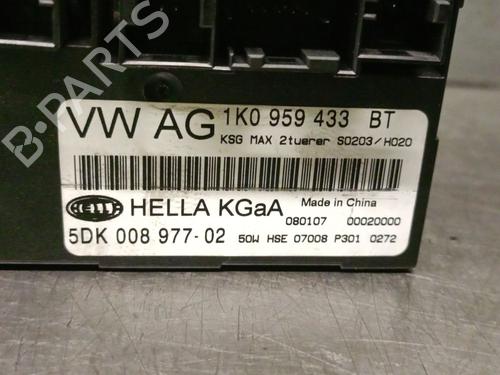 B-PARTS
VW AG 1K0 959 433 BT
KSG MAX 2tuerer S0203/H020
HELLA
HELLA KGaA Made in China
080107 00020000
5DK 008 977-02 50W HSE 07008 P301 0272